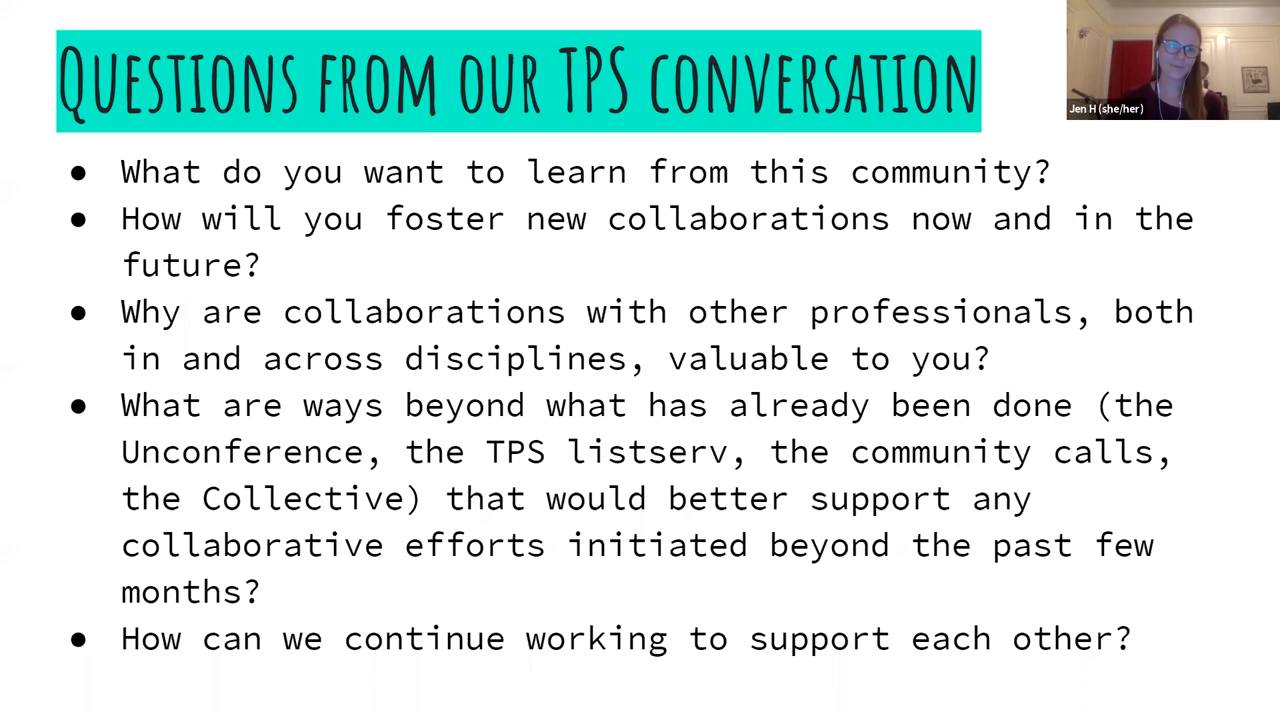 Questions from our TPS conversation
Jen H (she/her)
● What do you want to learn from this community?
● How will you foster new collaborations now and in the
future?
● Why are collaborations with other professionals, both
in and across disciplines, valuable to you?
● What are ways beyond what has already been done (the
Unconference, the TPS listserv, the community calls,
the Collective) that would better support any
collaborative efforts initiated beyond the past few
months?
● How can we continue working to support each other?